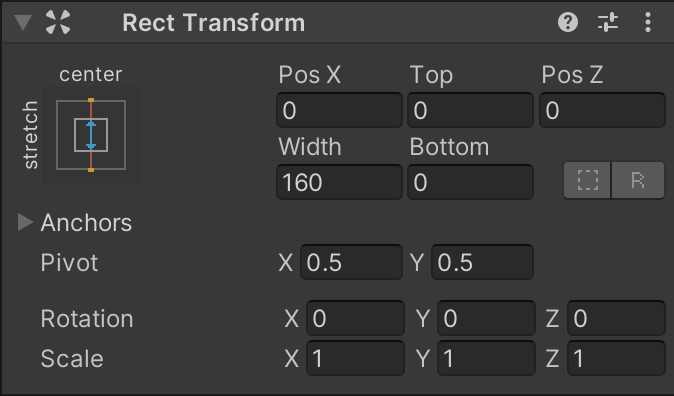 Rect Transform
center
stretch
Pos X Top Pos Z
0 0 0
Width Bottom
160 0 R
Anchors
Pivot X 0.5 Y 0.5
Rotation X 0 Y 0 Z 0
Scale X 1 Y 1 Z 1